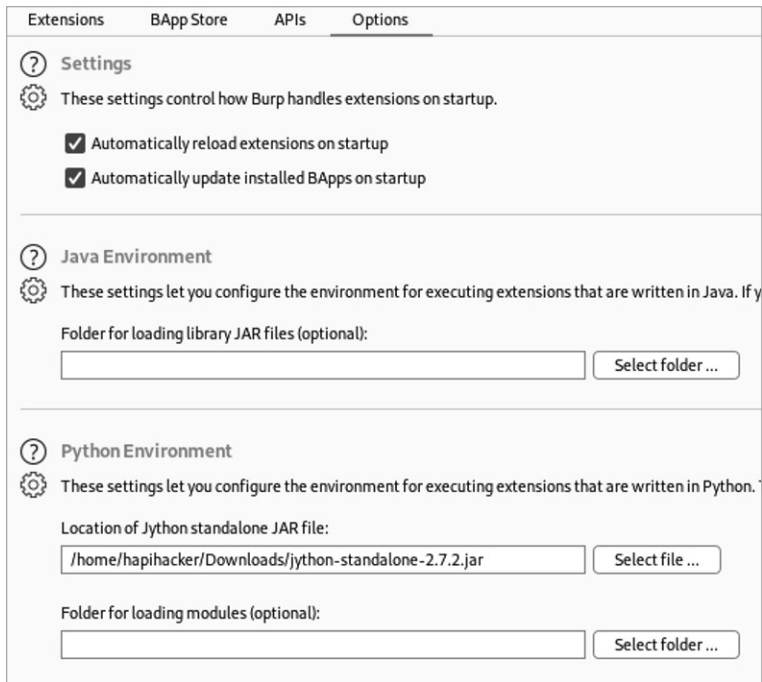 Extensions BApp Store APIs Options
? Settings
These settings control how Burp handles extensions on startup.
Automatically reload extensions on startup
Automatically update installed BApps on startup
? Java Environment
These settings let you configure the environment for executing extensions that are written in Java. If y
Folder for loading library JAR files (optional):
Select folder ...
? Python Environment
These settings let you configure the environment for executing extensions that are written in Python.
Location of Jython standalone JAR file:
/home/hapihacker/Downloads/jython-standalone-2.7.2.jar Select file ...
Folder for loading modules (optional):
Select folder ...